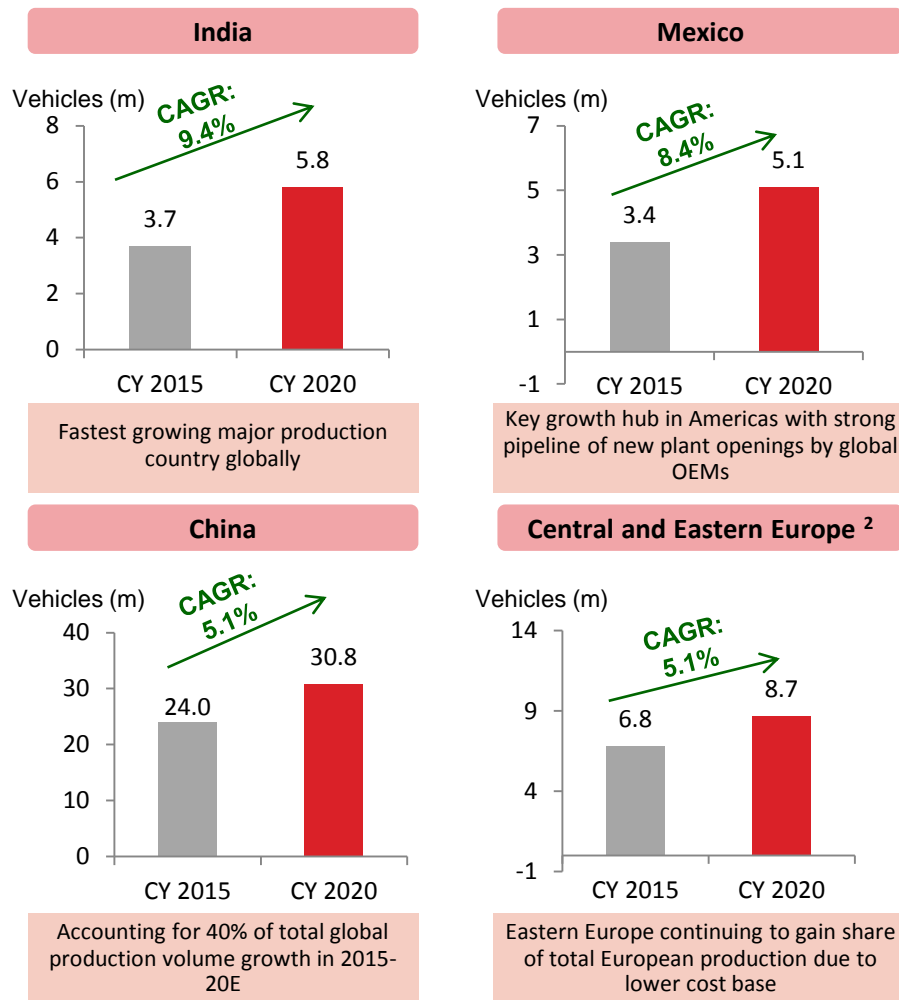 India
Vehicles (m)
CAGR:
9.4%
8
6
4
2
0
3.7
5.8
CY 2015 CY 2020
Fastest growing major production
country globally
Mexico
Vehicles (m)
CAGR:
8.4%
7
5
3
1
-1
3.4
5.1
CY 2015 CY 2020
Key growth hub in Americas with strong
pipeline of new plant openings by global
OEMs
China
Vehicles (m)
CAGR:
5.1%
40
30
20
10
0
24.0
30.8
CY 2015 CY 2020
Accounting for 40% of total global
production volume growth in 2015-
20E
Central and Eastern Europe 2
Vehicles (m)
CAGR:
5.1%
14
9
4
-1
6.8
8.7
CY 2015 CY 2020
Eastern Europe continuing to gain share
of total European production due to
lower cost base